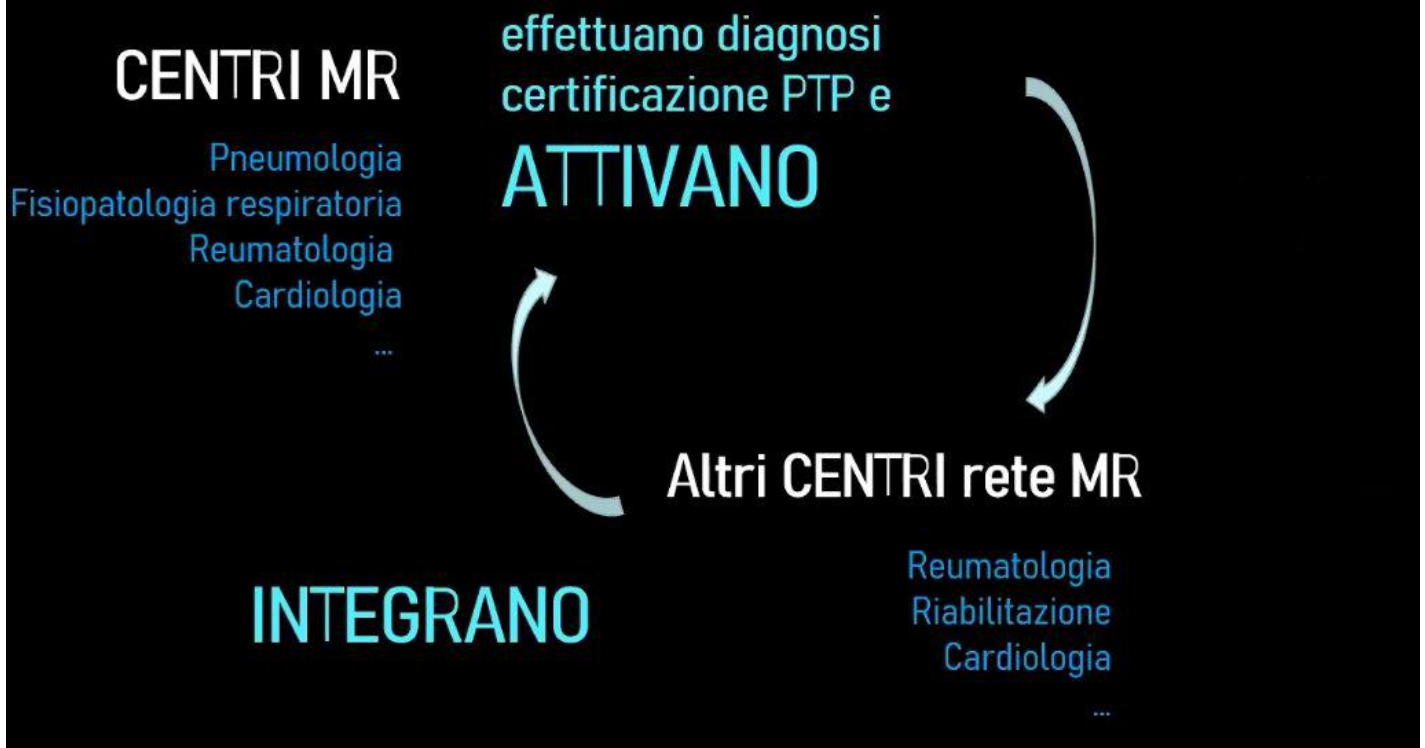 CENTRI MR
Pneumologia
Fisiopatologia respiratoria
Reumatologia
Cardiologia
...
effettuano diagnosi
certificazione PTP e
ATTIVANO
Altri CENTRI rete MR
Reumatologia
Riabilitazione
Cardiologia
...
INTEGRANO